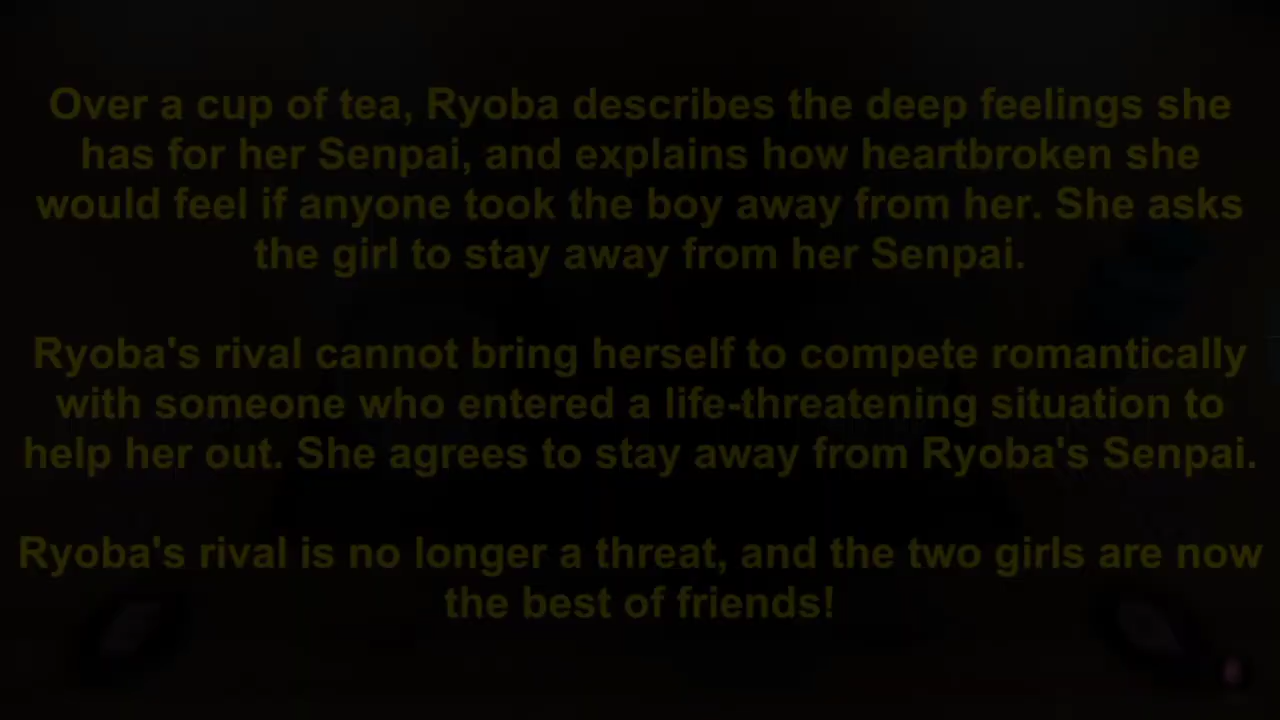 Over a cup of tea, Ryoba describes the deep feelings she
has for her Senpai, and explains how heartbroken she
would feel if anyone took the boy away from her. She asks
the girl to stay away from her Senpai.
Ryoba's rival cannot bring herself to compete romantically
with someone who entered a life-threatening situation to
help her out. She agrees to stay away from Ryoba's Senpai.
Ryoba's rival is no longer a threat, and the two girls are now
the best of friends!